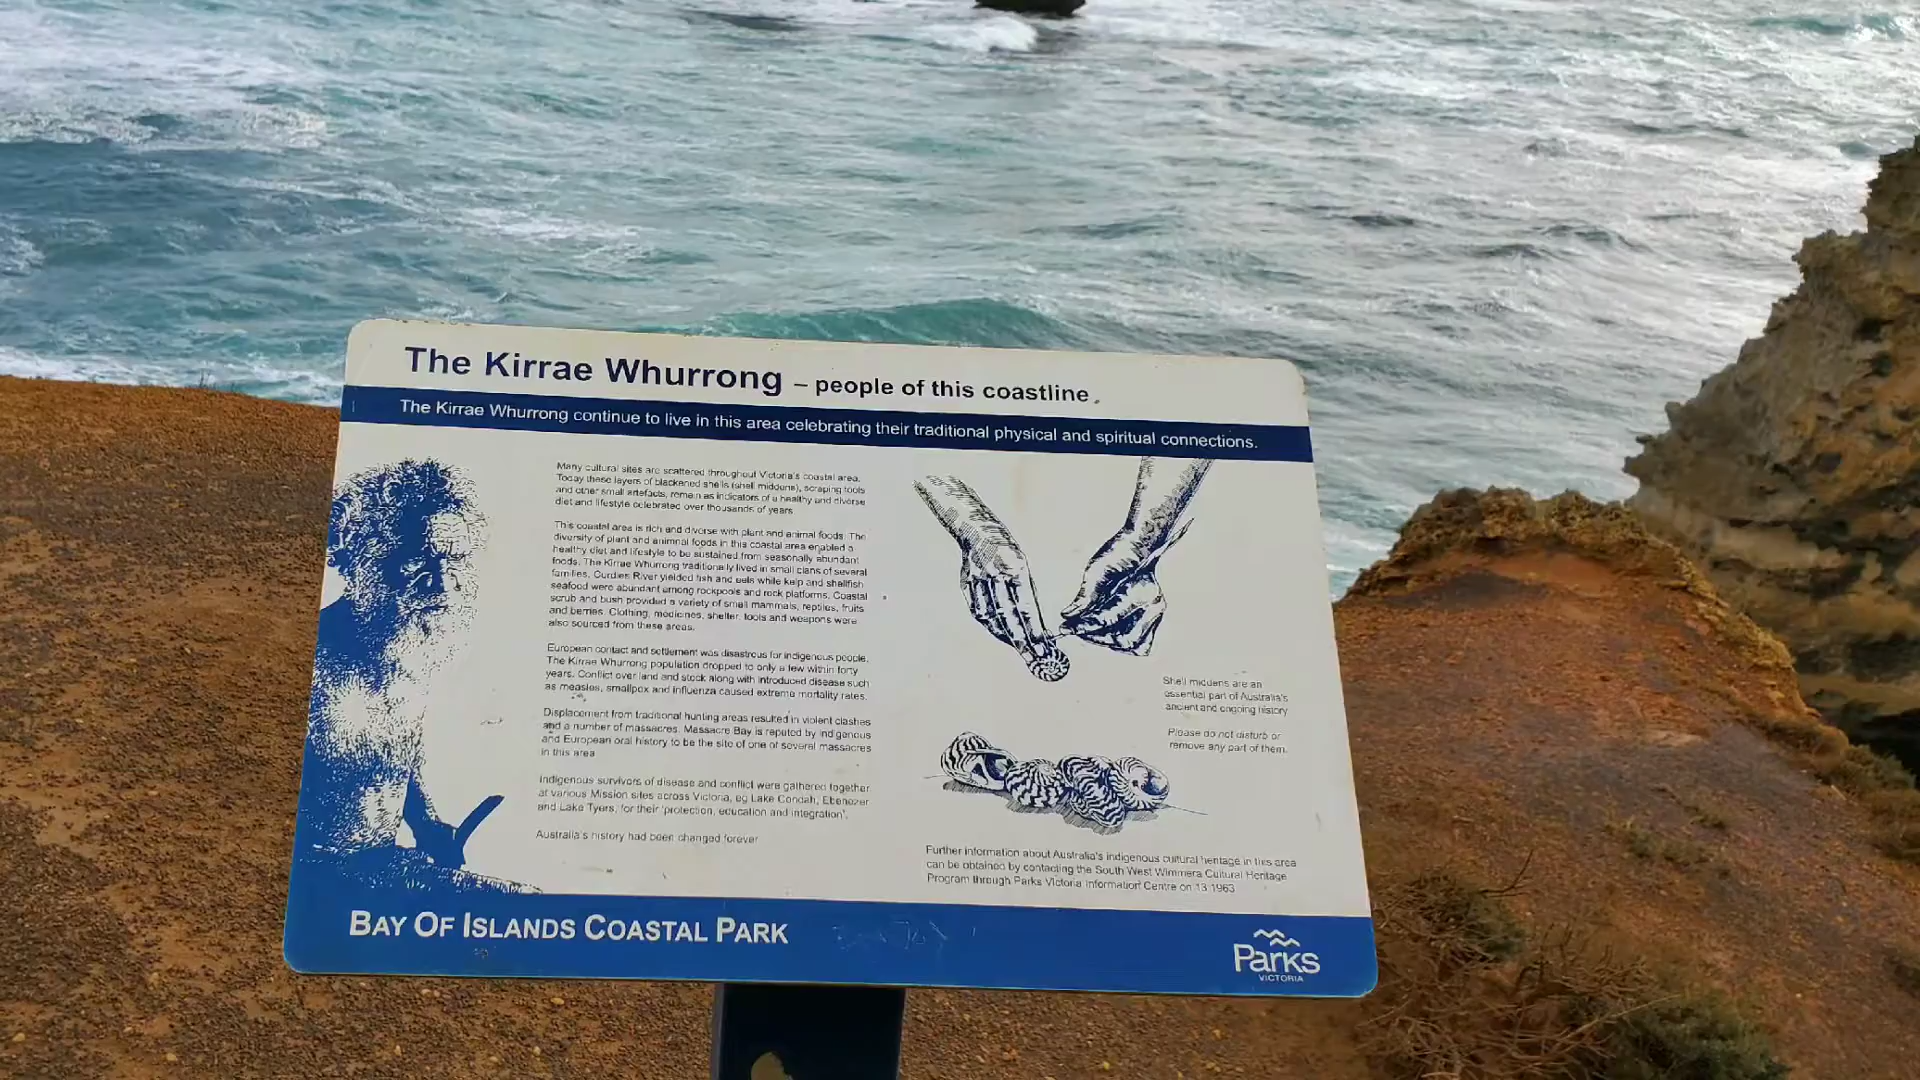 The Kirrae Whurrong – people of this coastline
The Kirrae Whurrong continue to live in this area celebrating their traditional physical and spiritual connections.
Many cultural sites are scattered throughout Victoria's coastal area.
Today these layers of blackened shells (shell middens), scraping tools
and other small artefacts, remain as indicators of a healthy and diverse
diet and lifestyle celebrated over thousands of years
This coastal area is rich and diverse with plant and animal foods. The
diversity of plant and animnal foods in this coastal area enabled a
healthy diet and lifestyle to be sustained from seasonally abundant
foods. The Kirrae Whurrong traditionally lived in small clans of several
families. Curdies River yielded fish and eels while kelp and shellfish
seafood were abundant among rockpools and rock platforms. Coastal
scrub and bush provided a variety of small mammals, reptiles, fruits
and berries. Clothing, medicines, shelter, tools and weapons were
also sourced from these areas.
European contact and settlement was disastrous for indigenous people.
The Kirrae Whurrong population dropped to only a few within forty
years. Conflict over land and stock along with introduced disease such
as measles, smallpox and influenza caused extreme mortality rates.
Displacement from traditional hunting areas resulted in violent clashes
and a number of massacres. Massacre Bay is reputed by indigenous
and European oral history to be the site of one of several massacres
in this area
Indigenous survivors of disease and conflict were gathered together
at various Mission sites across Victoria, eg Lake Condah, Ebenezer
and Lake Tyers, for their 'protection, education and integration'.
Australia's history had been changed forever
Shell middens are an
essential part of Australia's
ancient and ongoing history
Please do not disturb or
remove any part of them.
Further information about Australia's indigenous cultural heritage in this area
can be obtained by contacting the South West Wimmera Cultural Heritage
Program through Parks Victoria Information Centre on 13 1963
BAY OF ISLANDS COASTAL PARK
Parks
VICTORIA